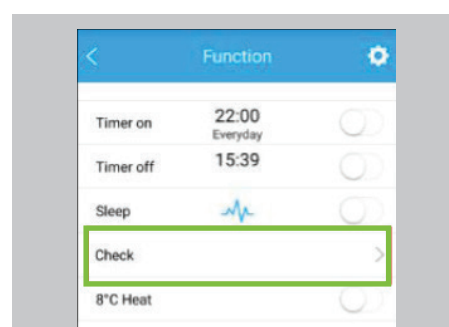 Function
Timer on 22:00
Everyday
Timer off 15:39
Sleep
Check
8°C Heat